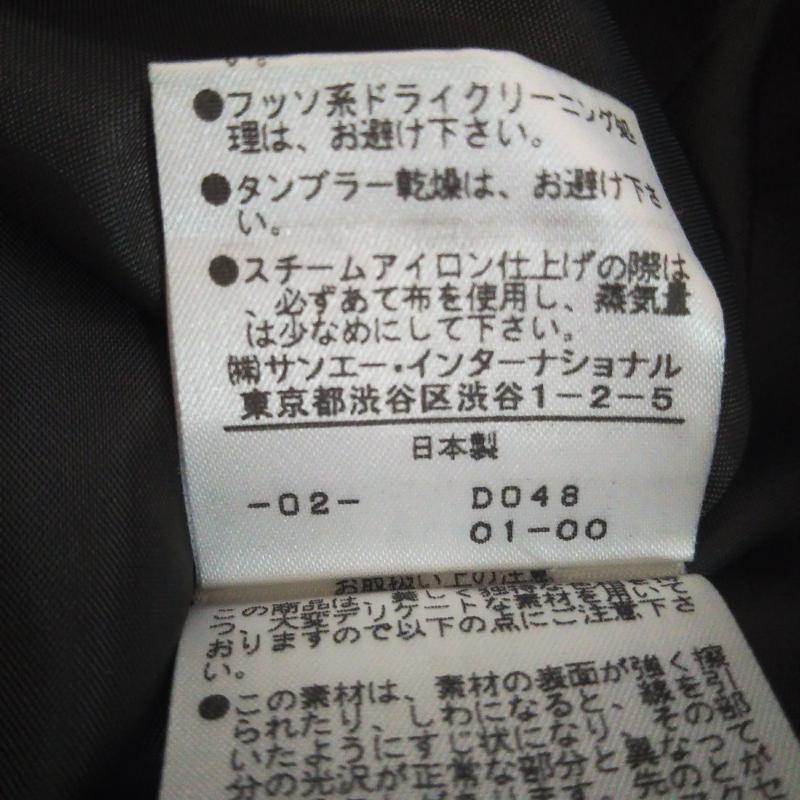 い。
●フッソ系ドライクリーニング処
理は、お避け下さい。
●タンブラー乾燥は、お避け下さ
い。
●スチームアイロン仕上げの際は
、必ずあて布を使用し、蒸気量
は少なめにして下さい。
㈱サンエー・インターナショナル
東京都渋谷区渋谷1-2-5
日本製
-02- D048
01-00
お取扱い上の注意
この商品は美しく独特な素材を用いて
つ大変デリケートな素材
おりますので以下の点にご注意下さ
い。
●この素材は、素材の表面が強く擦
られたり、しわになると、縁を引
いたようにすじ状になり、その部
分の光沢が正常な部分と異な